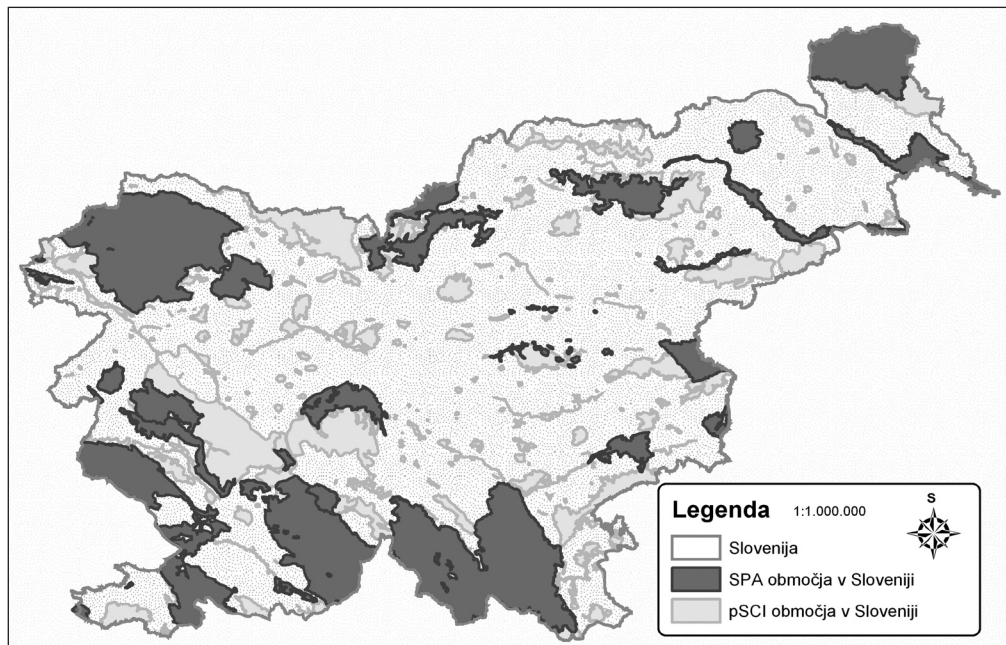 S
Legenda 1:1.000.000
Slovenija
SPA območja v Sloveniji
pSCI območja v Sloveniji